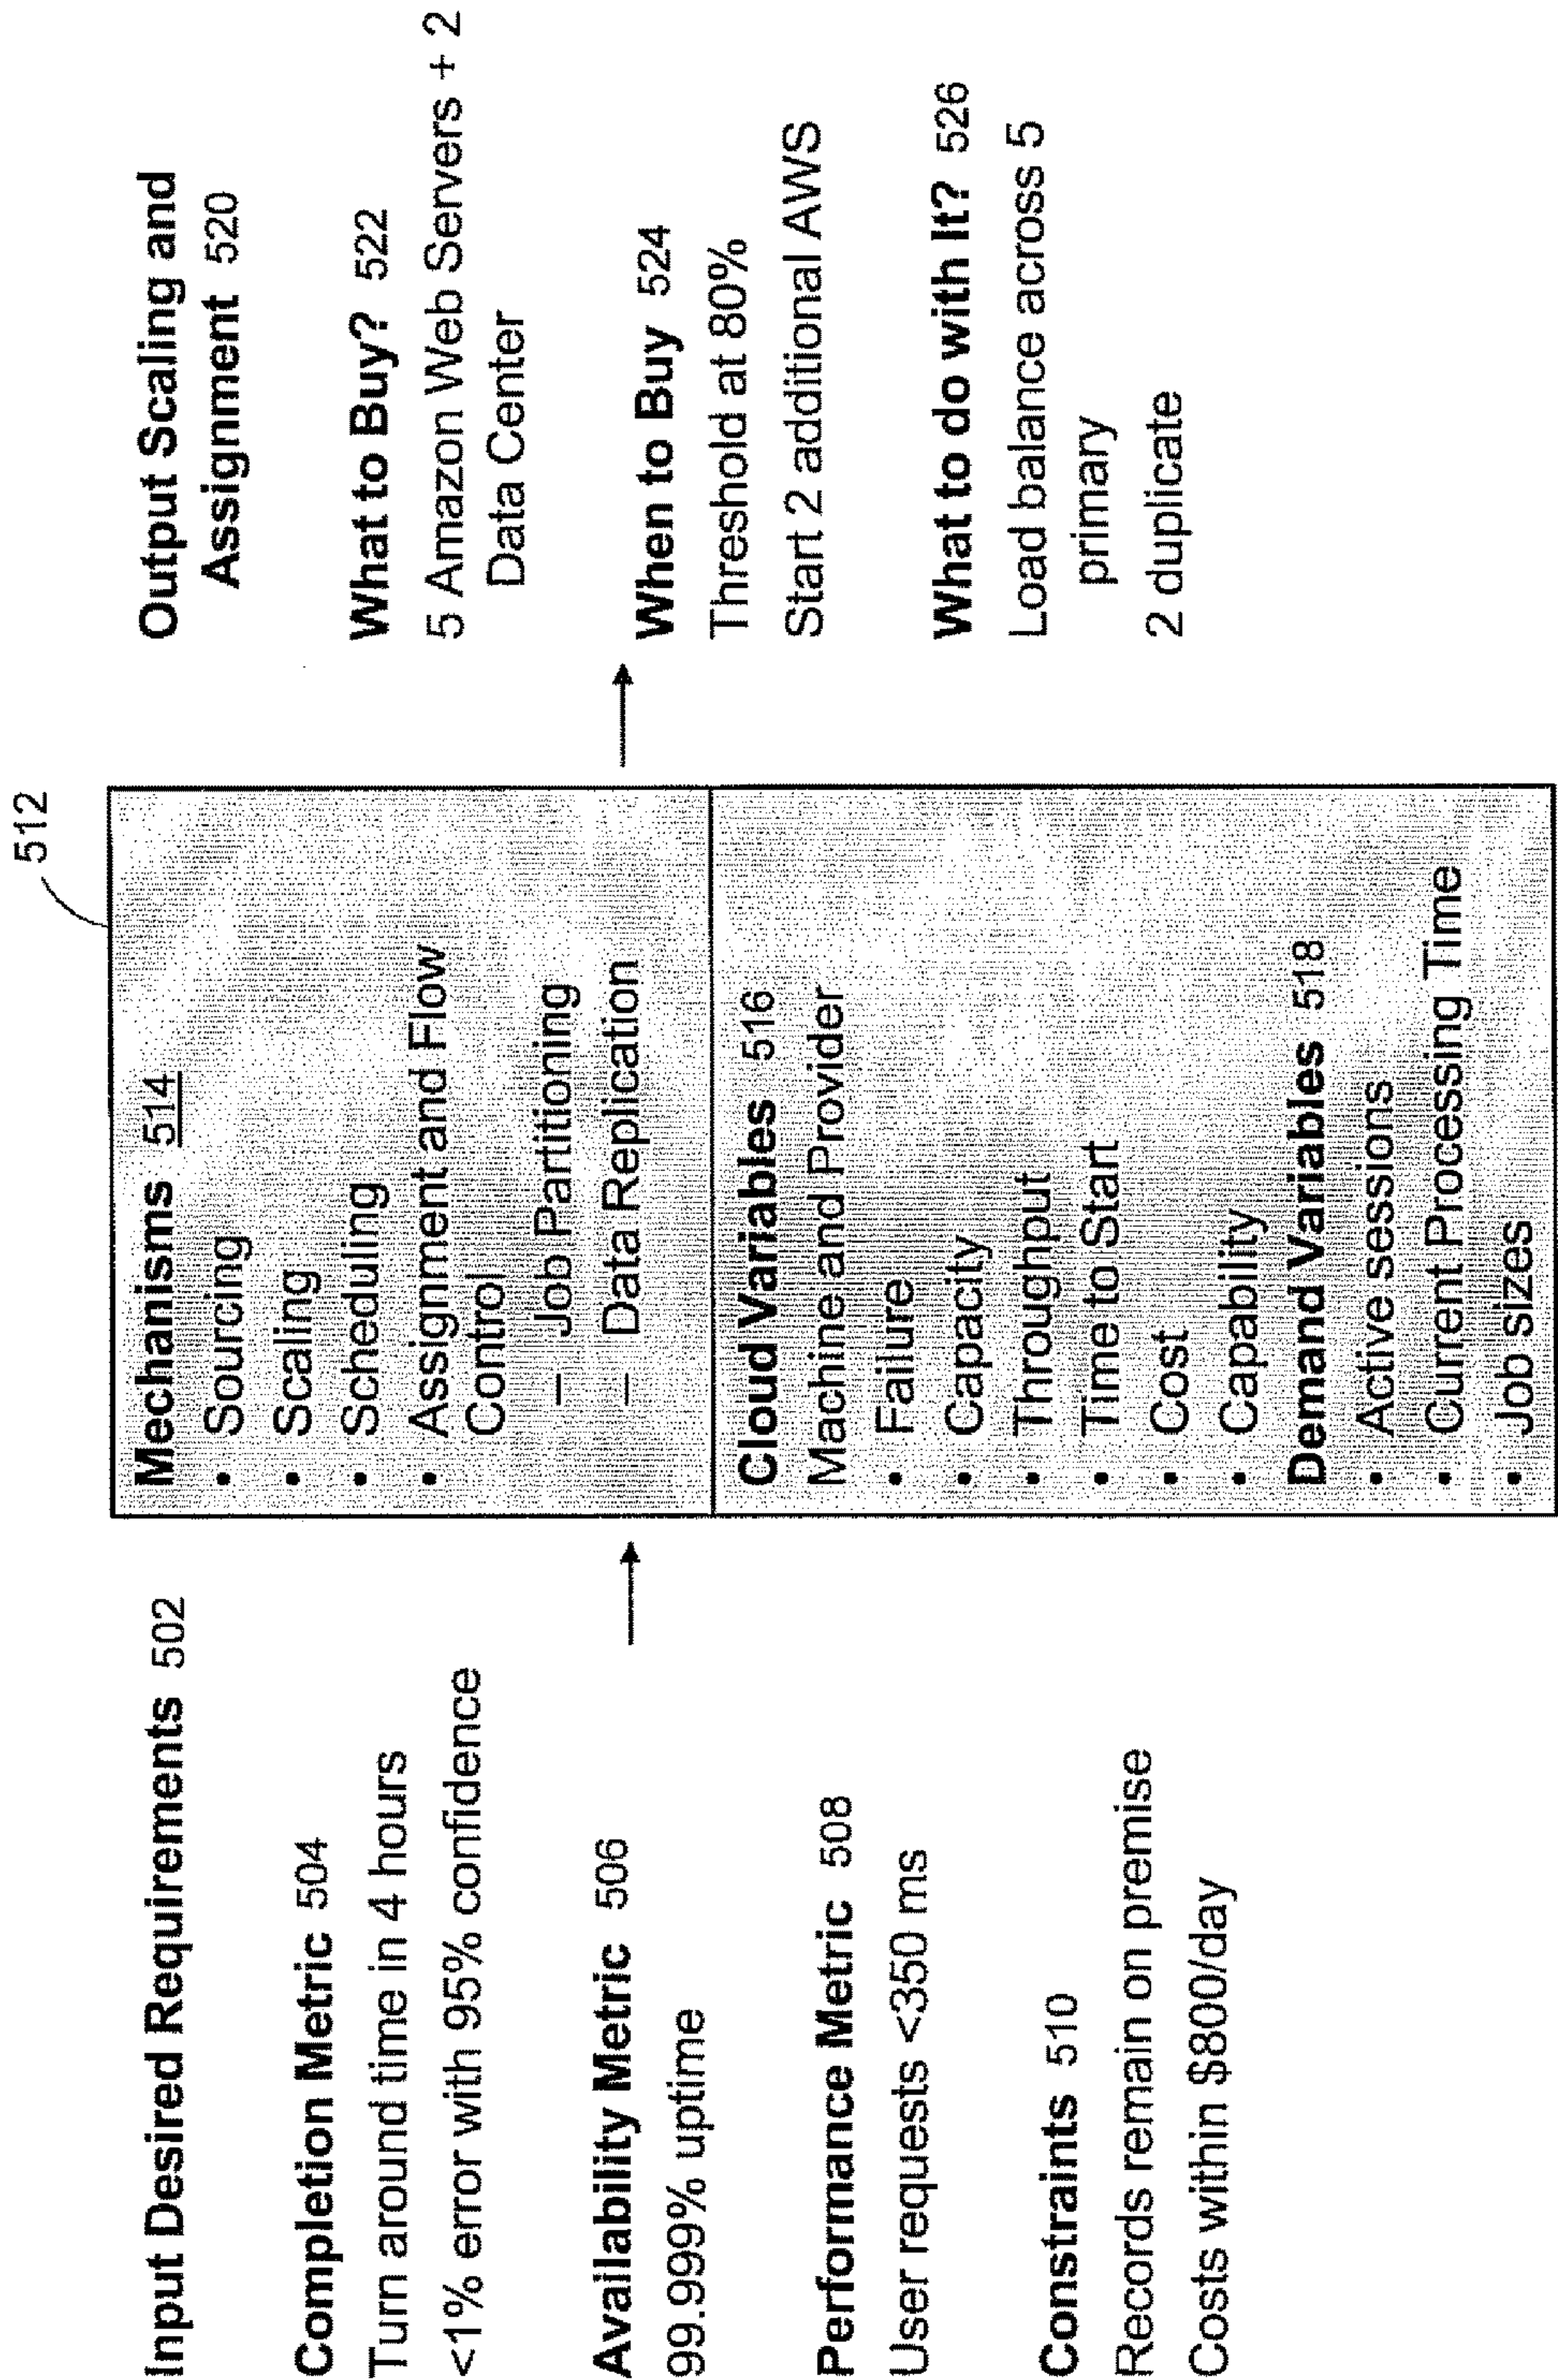 Input Desired Requirements 502
Completion Metric 504
Turn around time in 4 hours
<1% error with 95% confidence
Availability Metric 506
99.999% uptime
Performance Metric 508
User requests <350 ms
Constraints 510
Records remain on premise
Costs within $800/day
512
Mechanisms 514
• Sourcing
• Scaling
• Scheduling
• Assignment and Flow
Control
– Job Partitioning
– Data Replication
Cloud Variables 516
Machine and Provider
• Failure
• Capacity
• Throughput
• Time to Start
• Cost
• Capability
Demand Variables 518
• Active sessions
• Current Processing Time
• Job sizes
Output Scaling and
Assignment 520
What to Buy? 522
5 Amazon Web Servers + 2
Data Center
When to Buy 524
Threshold at 80%
Start 2 additional AWS
What to do with It? 526
Load balance across 5
primary
2 duplicate